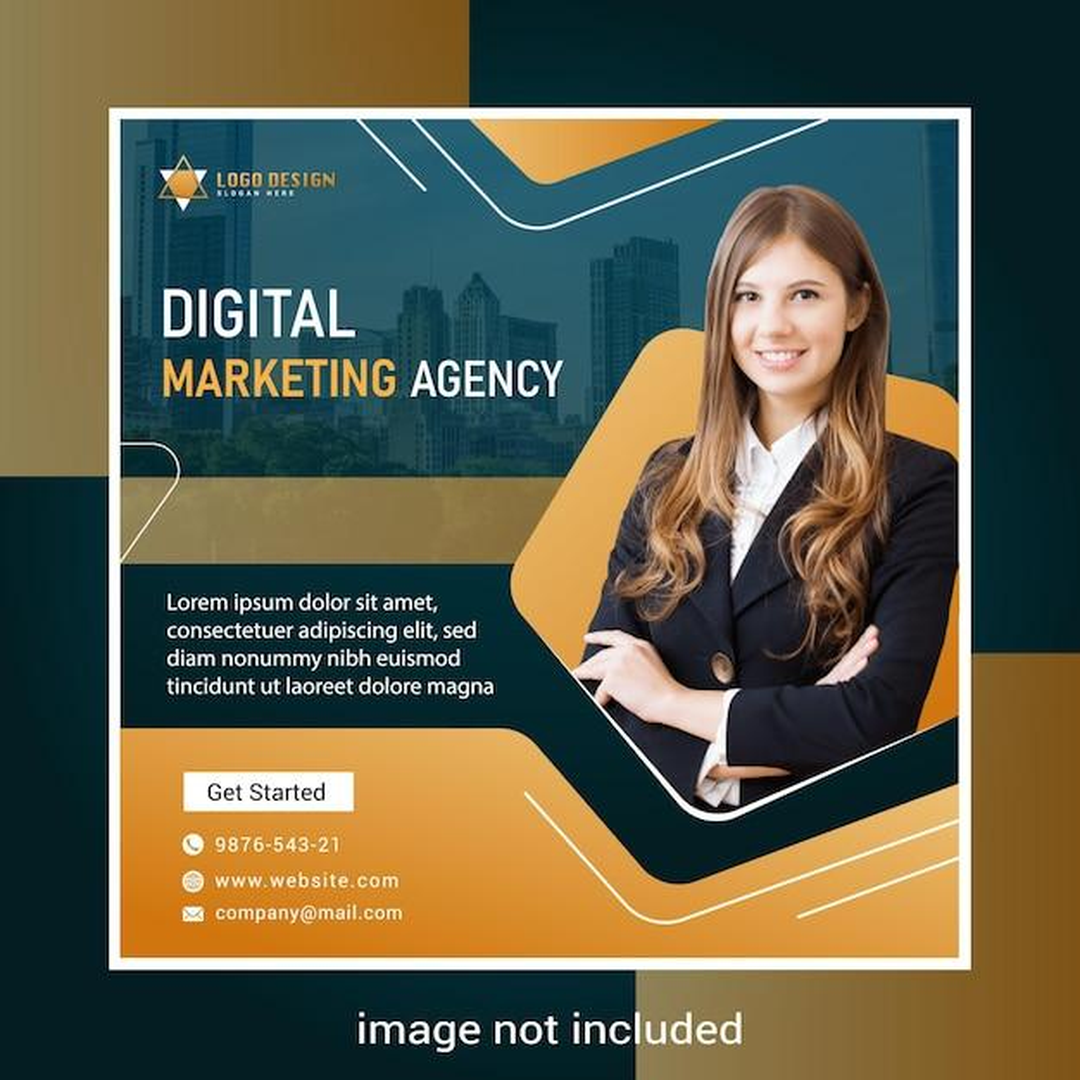 LOGO DESIGN
SLOGAN HERE
DIGITAL
MARKETING AGENCY
Lorem ipsum dolor sit amet,
consectetuer adipiscing elit, sed
diam nonummy nibh euismod
tincidunt ut laoreet dolore magna
Get Started
9876-543-21
www.website.com
company@mail.com
image not included